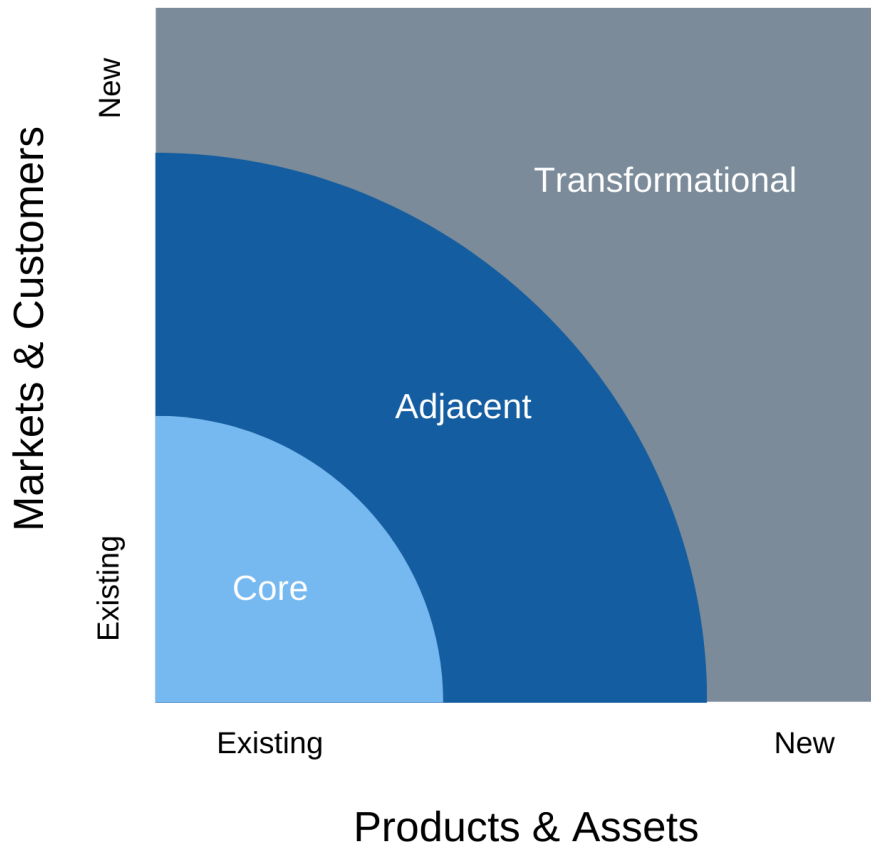 New
Transformational
Markets & Customers
Adjacent
Existing
Core
Existing
New
Products & Assets